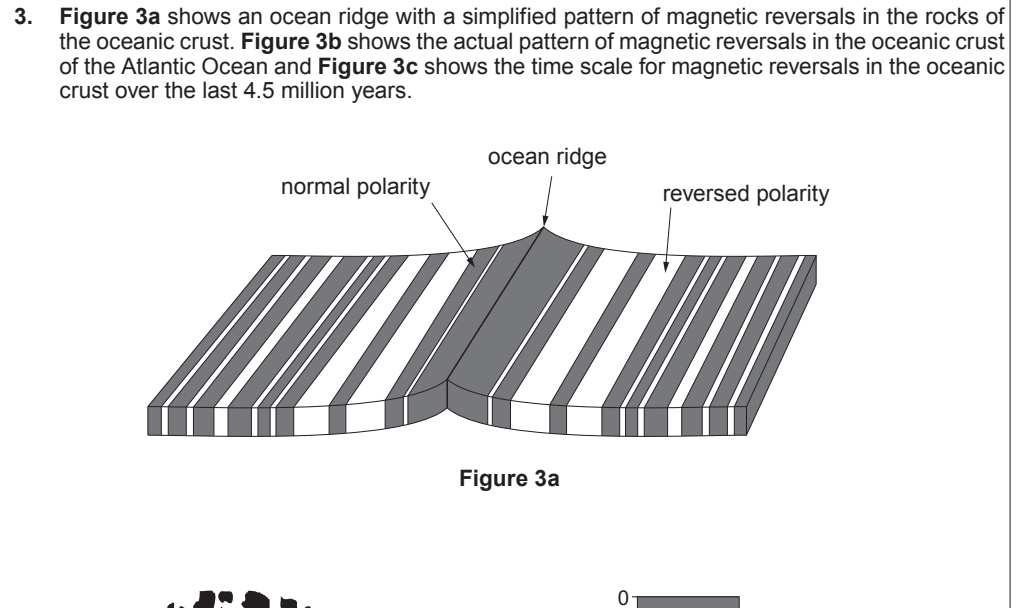 3. Figure 3a shows an ocean ridge with a simplified pattern of magnetic reversals in the rocks of
the oceanic crust. Figure 3b shows the actual pattern of magnetic reversals in the oceanic crust
of the Atlantic Ocean and Figure 3c shows the time scale for magnetic reversals in the oceanic
crust over the last 4.5 million years.
ocean ridge
normal polarity
reversed polarity
Figure 3a
0